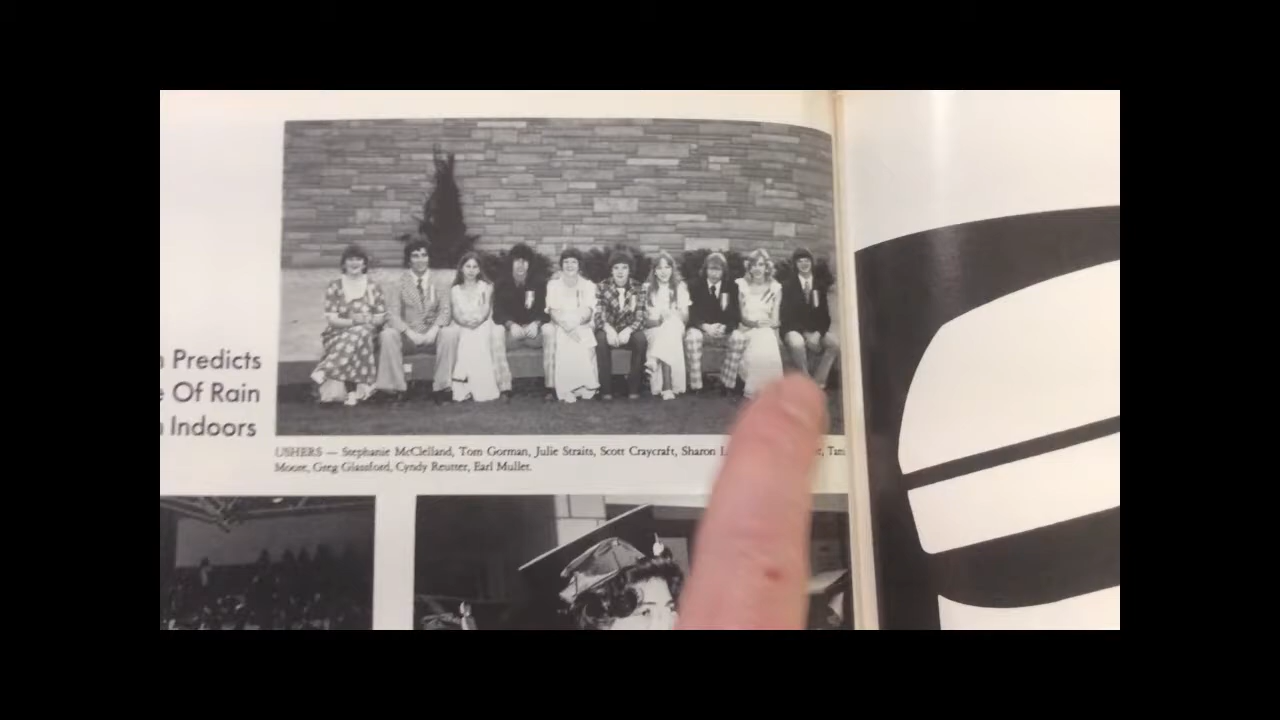 Predicts
Of Rain
Indoors
USHERS — Stephanie McClelland, Tom Gorman, Julie Straits, Scott Craycraft, Sharon
Moore, Greg Glassford, Cyndy Reutter, Earl Mullet.